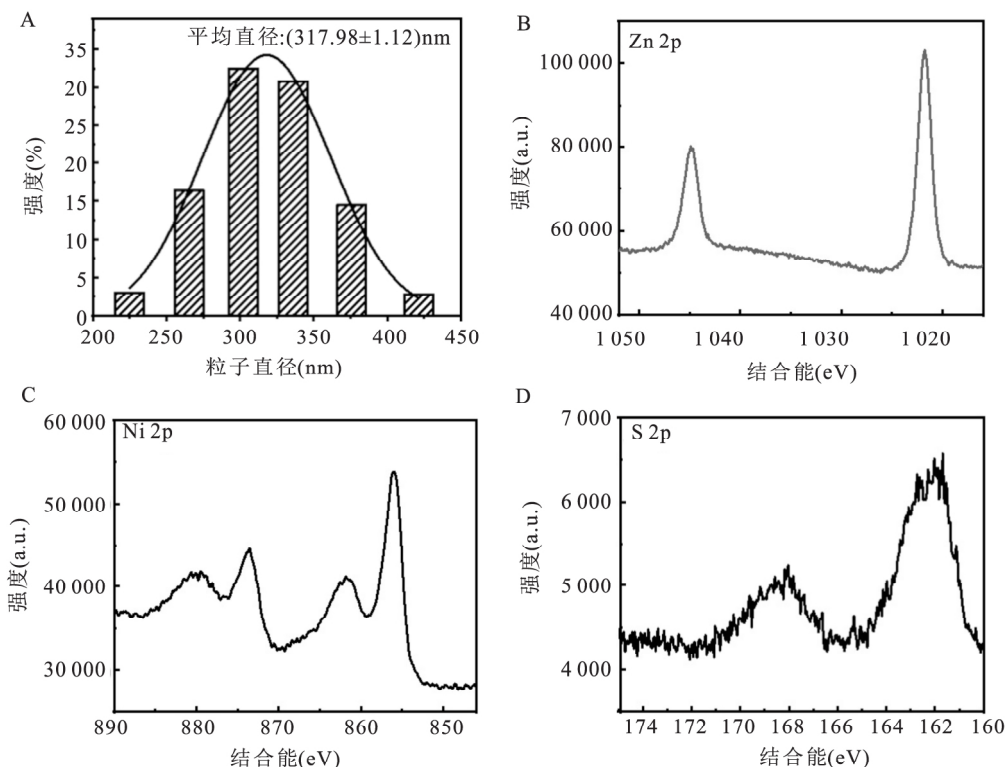 A
平均直径:(317.98±1.12)nm
35
20
25
20
15
10
5
0
强度(%)
200 250 300 350 400 450
粒子直径(nm)
B
Zn 2p
100 000
80 000
60 000
40 000
强度(a.u.)
1 050 1 040 1 030 1 020
结合能(eV)
C
Ni 2p
60 000
50 000
40 000
30 000
强度(a.u.)
890 880 870 860 850
结合能(eV)
D
S 2p
7 000
6 000
5 000
4 000
强度(a.u.)
174 172 170 168 166 164 162 160
结合能(eV)